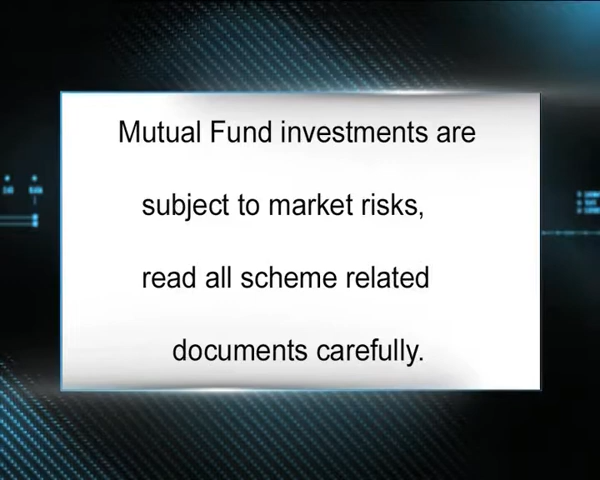 Mutual Fund investments are
subject to market risks,
read all scheme related
documents carefully.